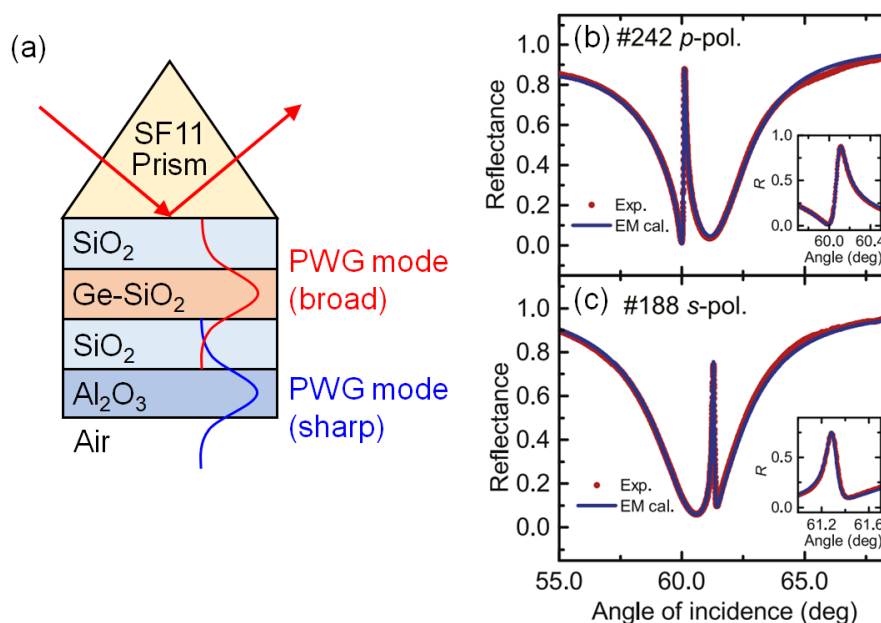 (a)
SF11
Prism
SiO₂
Ge-SiO₂
SiO₂
Al₂O₃
Air
PWG mode
(broad)
PWG mode
(sharp)
(b) #242 p-pol.
Reflectance
1.0
0.8
0.6
0.4
0.2
0.0
Exp.
EM cal.
R
1.0
0.5
0.0
60.0 60.4
Angle (deg)
(c) #188 s-pol.
Reflectance
1.0
0.8
0.6
0.4
0.2
0.0
Exp.
EM cal.
R
0.5
0.0
61.2 61.6
Angle (deg)
55.0 60.0 65.0
Angle of incidence (deg)